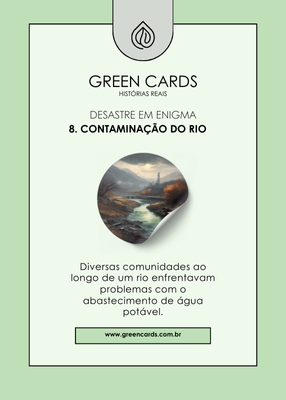 GREEN CARDS
HISTÓRIAS REAIS
DESASTRE EM ENIGMA
8. CONTAMINAÇÃO DO RIO
Diversas comunidades ao
longo de um rio enfrentavam
problemas com o
abastecimento de água
potável.
www.greencards.com.br